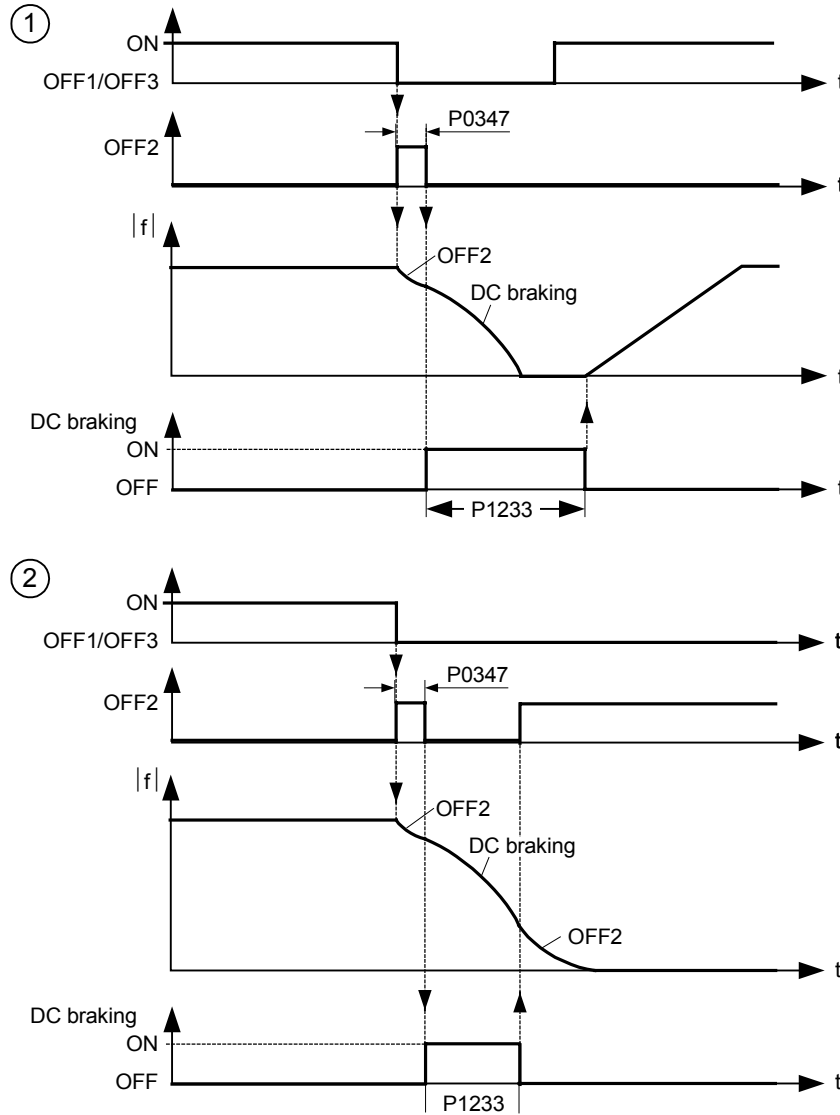 1
ON
OFF1/OFF3
t
P0347
OFF2
t
|f|
OFF2
DC braking
t
DC braking
ON
OFF
t
P1233
2
ON
OFF1/OFF3
t
P0347
OFF2
t
|f|
OFF2
DC braking
OFF2
t
DC braking
ON
OFF
t
P1233